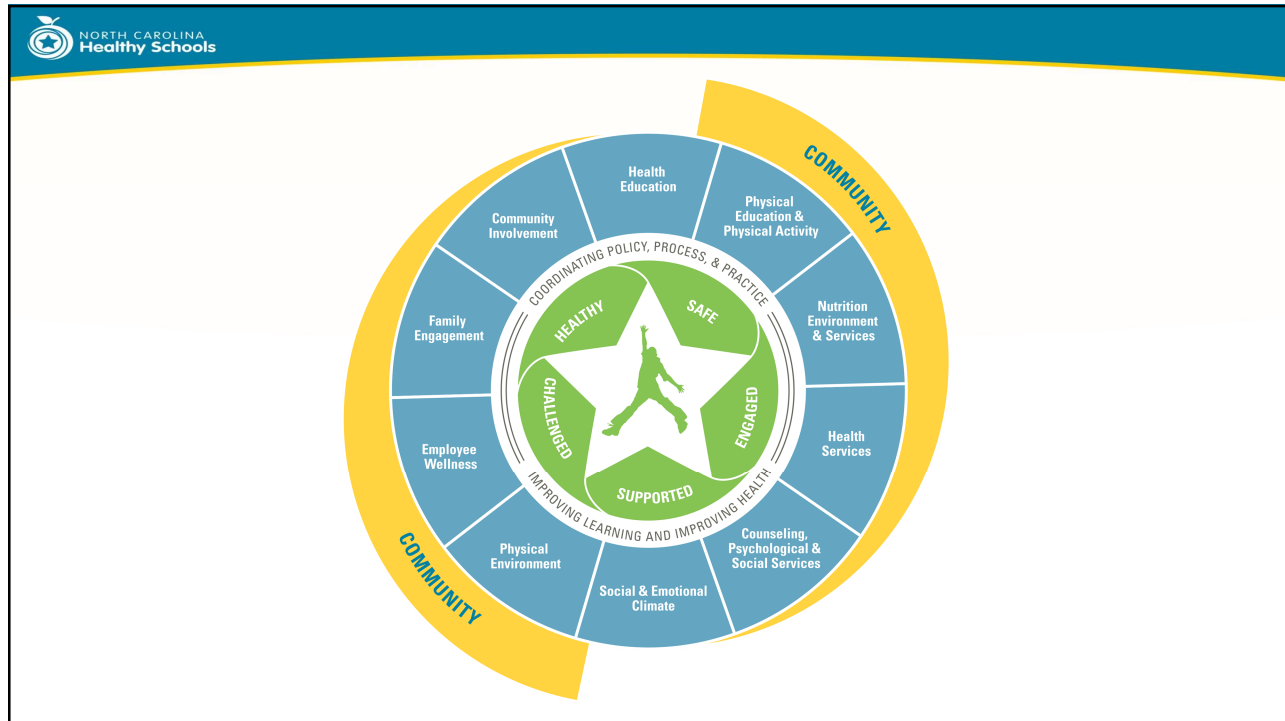 NORTH CAROLINA
Healthy Schools
COMMUNITY
Health
Education
Physical
Education &
Physical Activity
Nutrition
Environment
& Services
Health
Services
Counseling,
Psychological &
Social Services
Social & Emotional
Climate
Physical
Environment
Employee
Wellness
Family
Engagement
Community
Involvement
COORDINATING POLICY, PROCESS, & PRACTICE
IMPROVING LEARNING AND IMPROVING HEALTH
HEALTHY
SAFE
ENGAGED
SUPPORTED
CHALLENGED
COMMUNITY